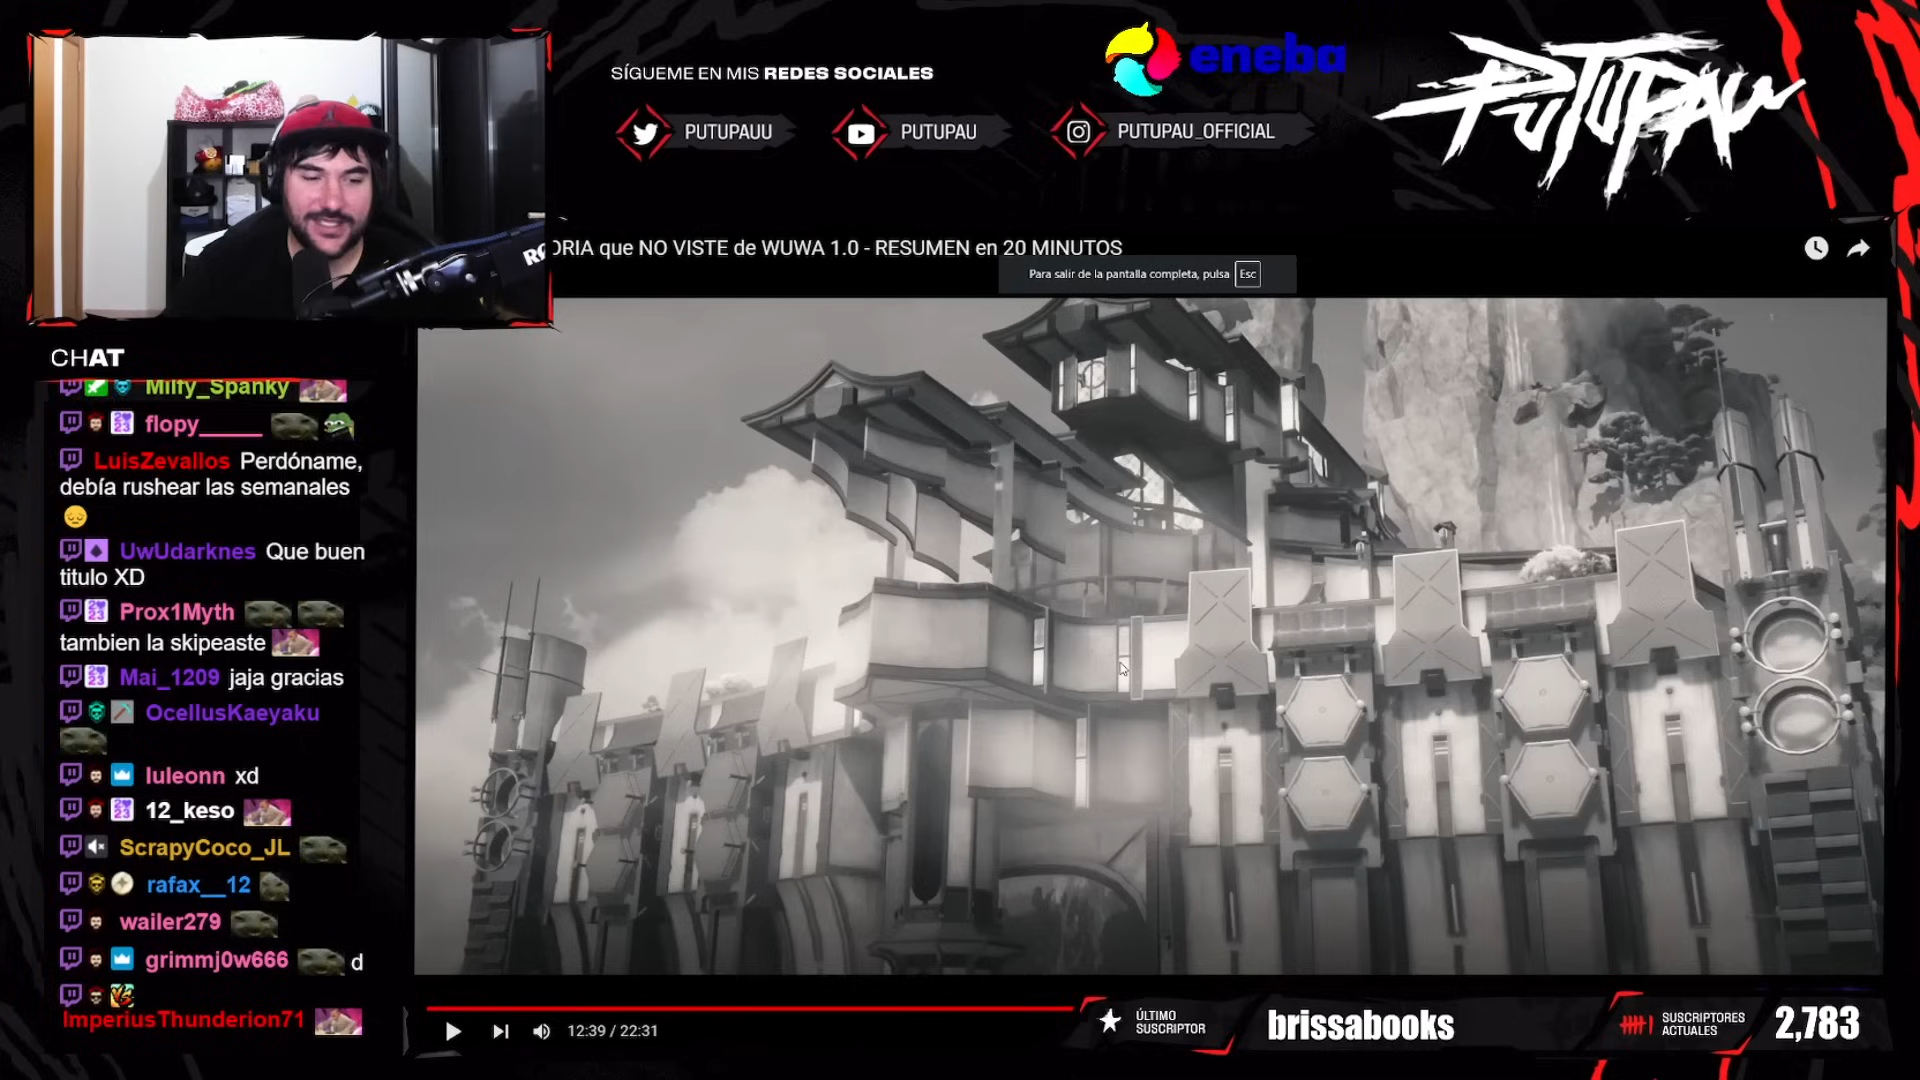 SÍGUEME EN MIS REDES SOCIALES
eneba
PUTUPAU
PUTUPAUU
PUTUPAU
PUTUPAU_OFFICIAL
ORIA que NO VISTE de WUWA 1.0 - RESUMEN en 20 MINUTOS
Para salir de la pantalla completa, pulsa Esc
CHAT
Milfy_Spanky
flopy_____
LuisZevallos Perdóname,
debía rushear las semanales
UwUdarknes Que buen
titulo XD
Prox1Myth
tambien la skipeaste
Mai_1209 jaja gracias
OcellusKaeyaku
luleonn xd
12_keso
ScrapyCoco_JL
rafax__12
wailer279
grimmj0w666 d
ImperiusThunderion71
12:39 / 22:31
ÚLTIMO
SUSCRIPTOR
brissabooks
SUSCRIPTORES
ACTUALES
2,783